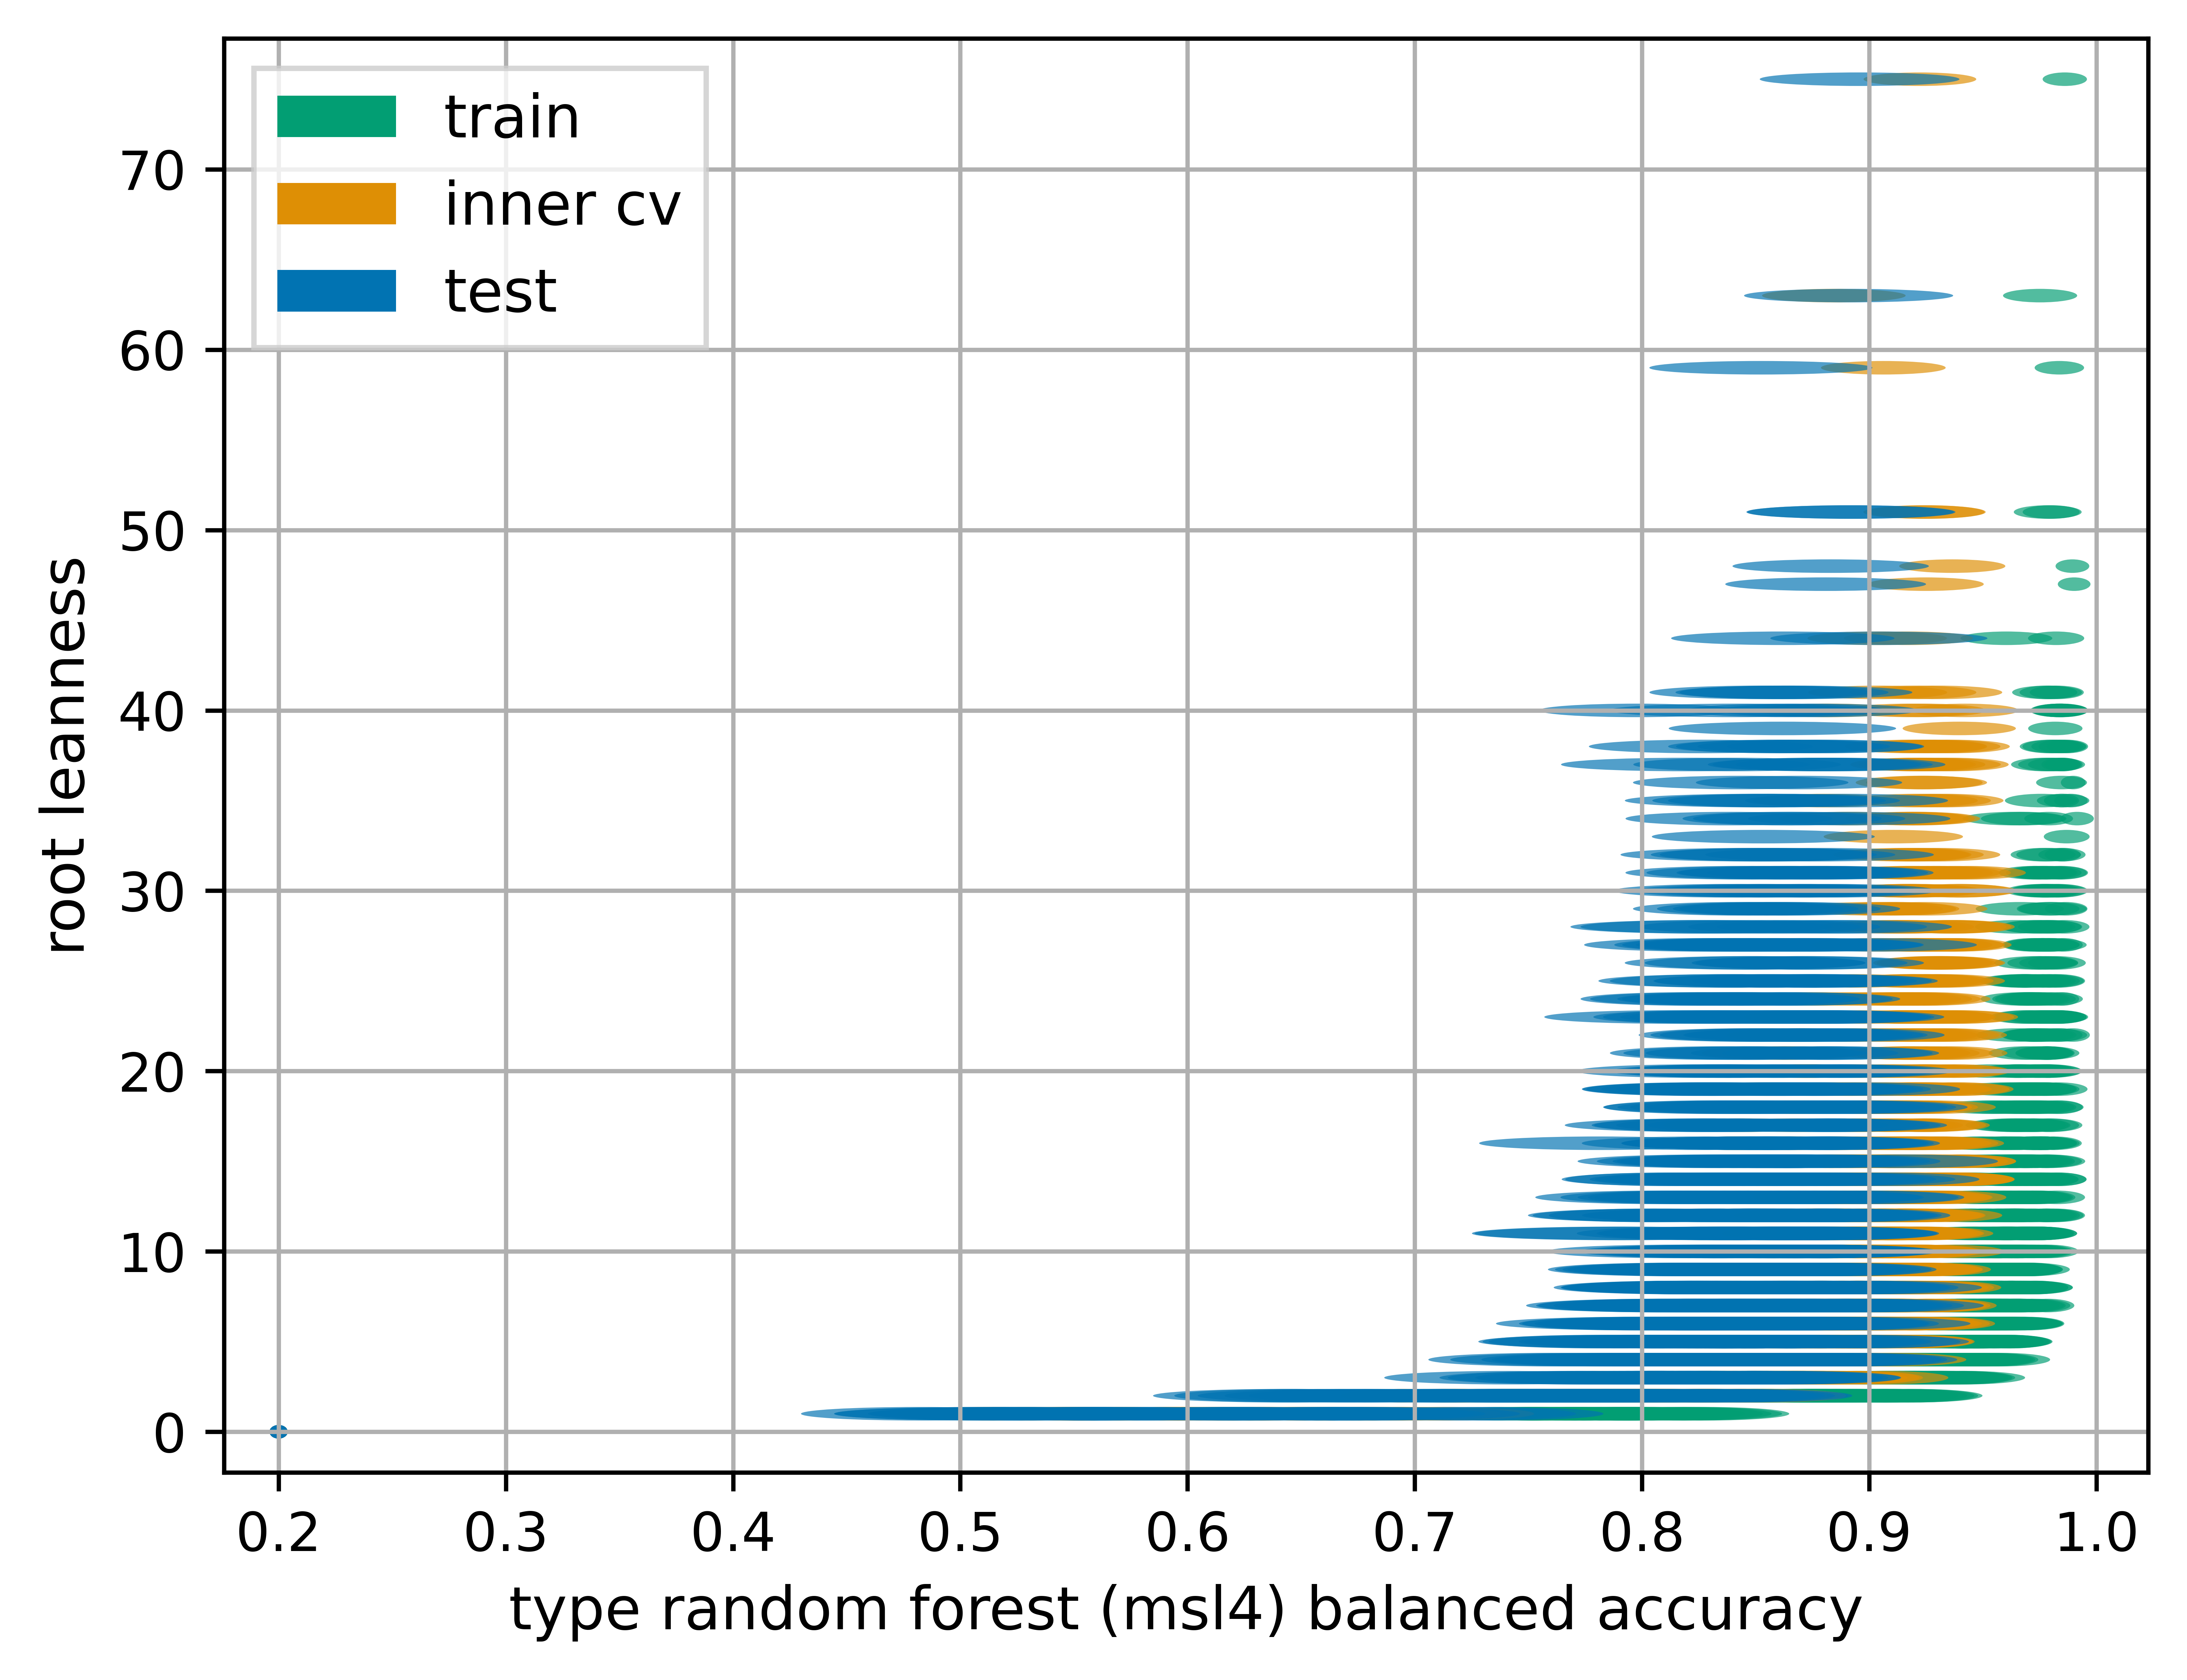 train
inner cv
test
70
60
50
40
30
20
10
0
root leanness
0.2 0.3 0.4 0.5 0.6 0.7 0.8 0.9 1.0
type random forest (msl4) balanced accuracy